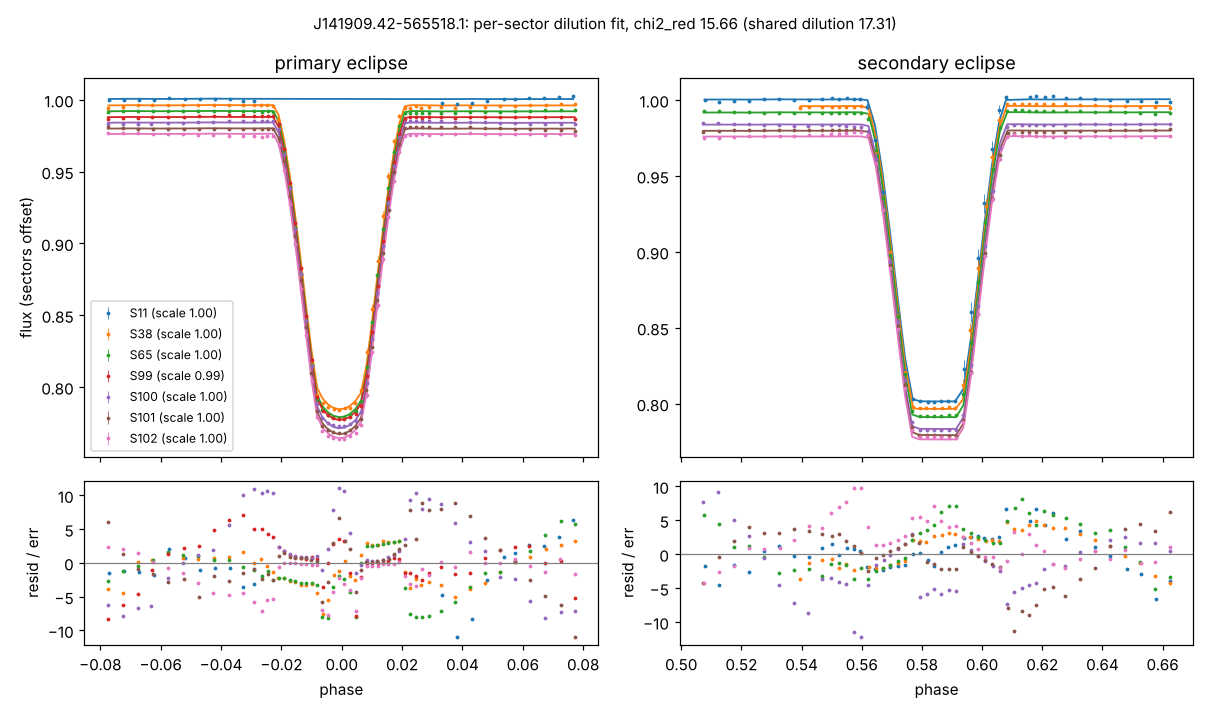 J141909.42-565518.1: per-sector dilution fit, chi2_red 15.66 (shared dilution 17.31)
primary eclipse
secondary eclipse
flux (sectors offset)
1.00
0.95
0.90
0.85
0.80
S11 (scale 1.00)
S38 (scale 1.00)
S65 (scale 1.00)
S99 (scale 0.99)
S100 (scale 1.00)
S101 (scale 1.00)
S102 (scale 1.00)
1.00
0.95
0.90
0.85
0.80
resid / err
10
5
0
−5
−10
−0.08 −0.06 −0.04 −0.02 0.00 0.02 0.04 0.06 0.08
phase
resid / err
10
5
0
−5
−10
0.50 0.52 0.54 0.56 0.58 0.60 0.62 0.64 0.66
phase